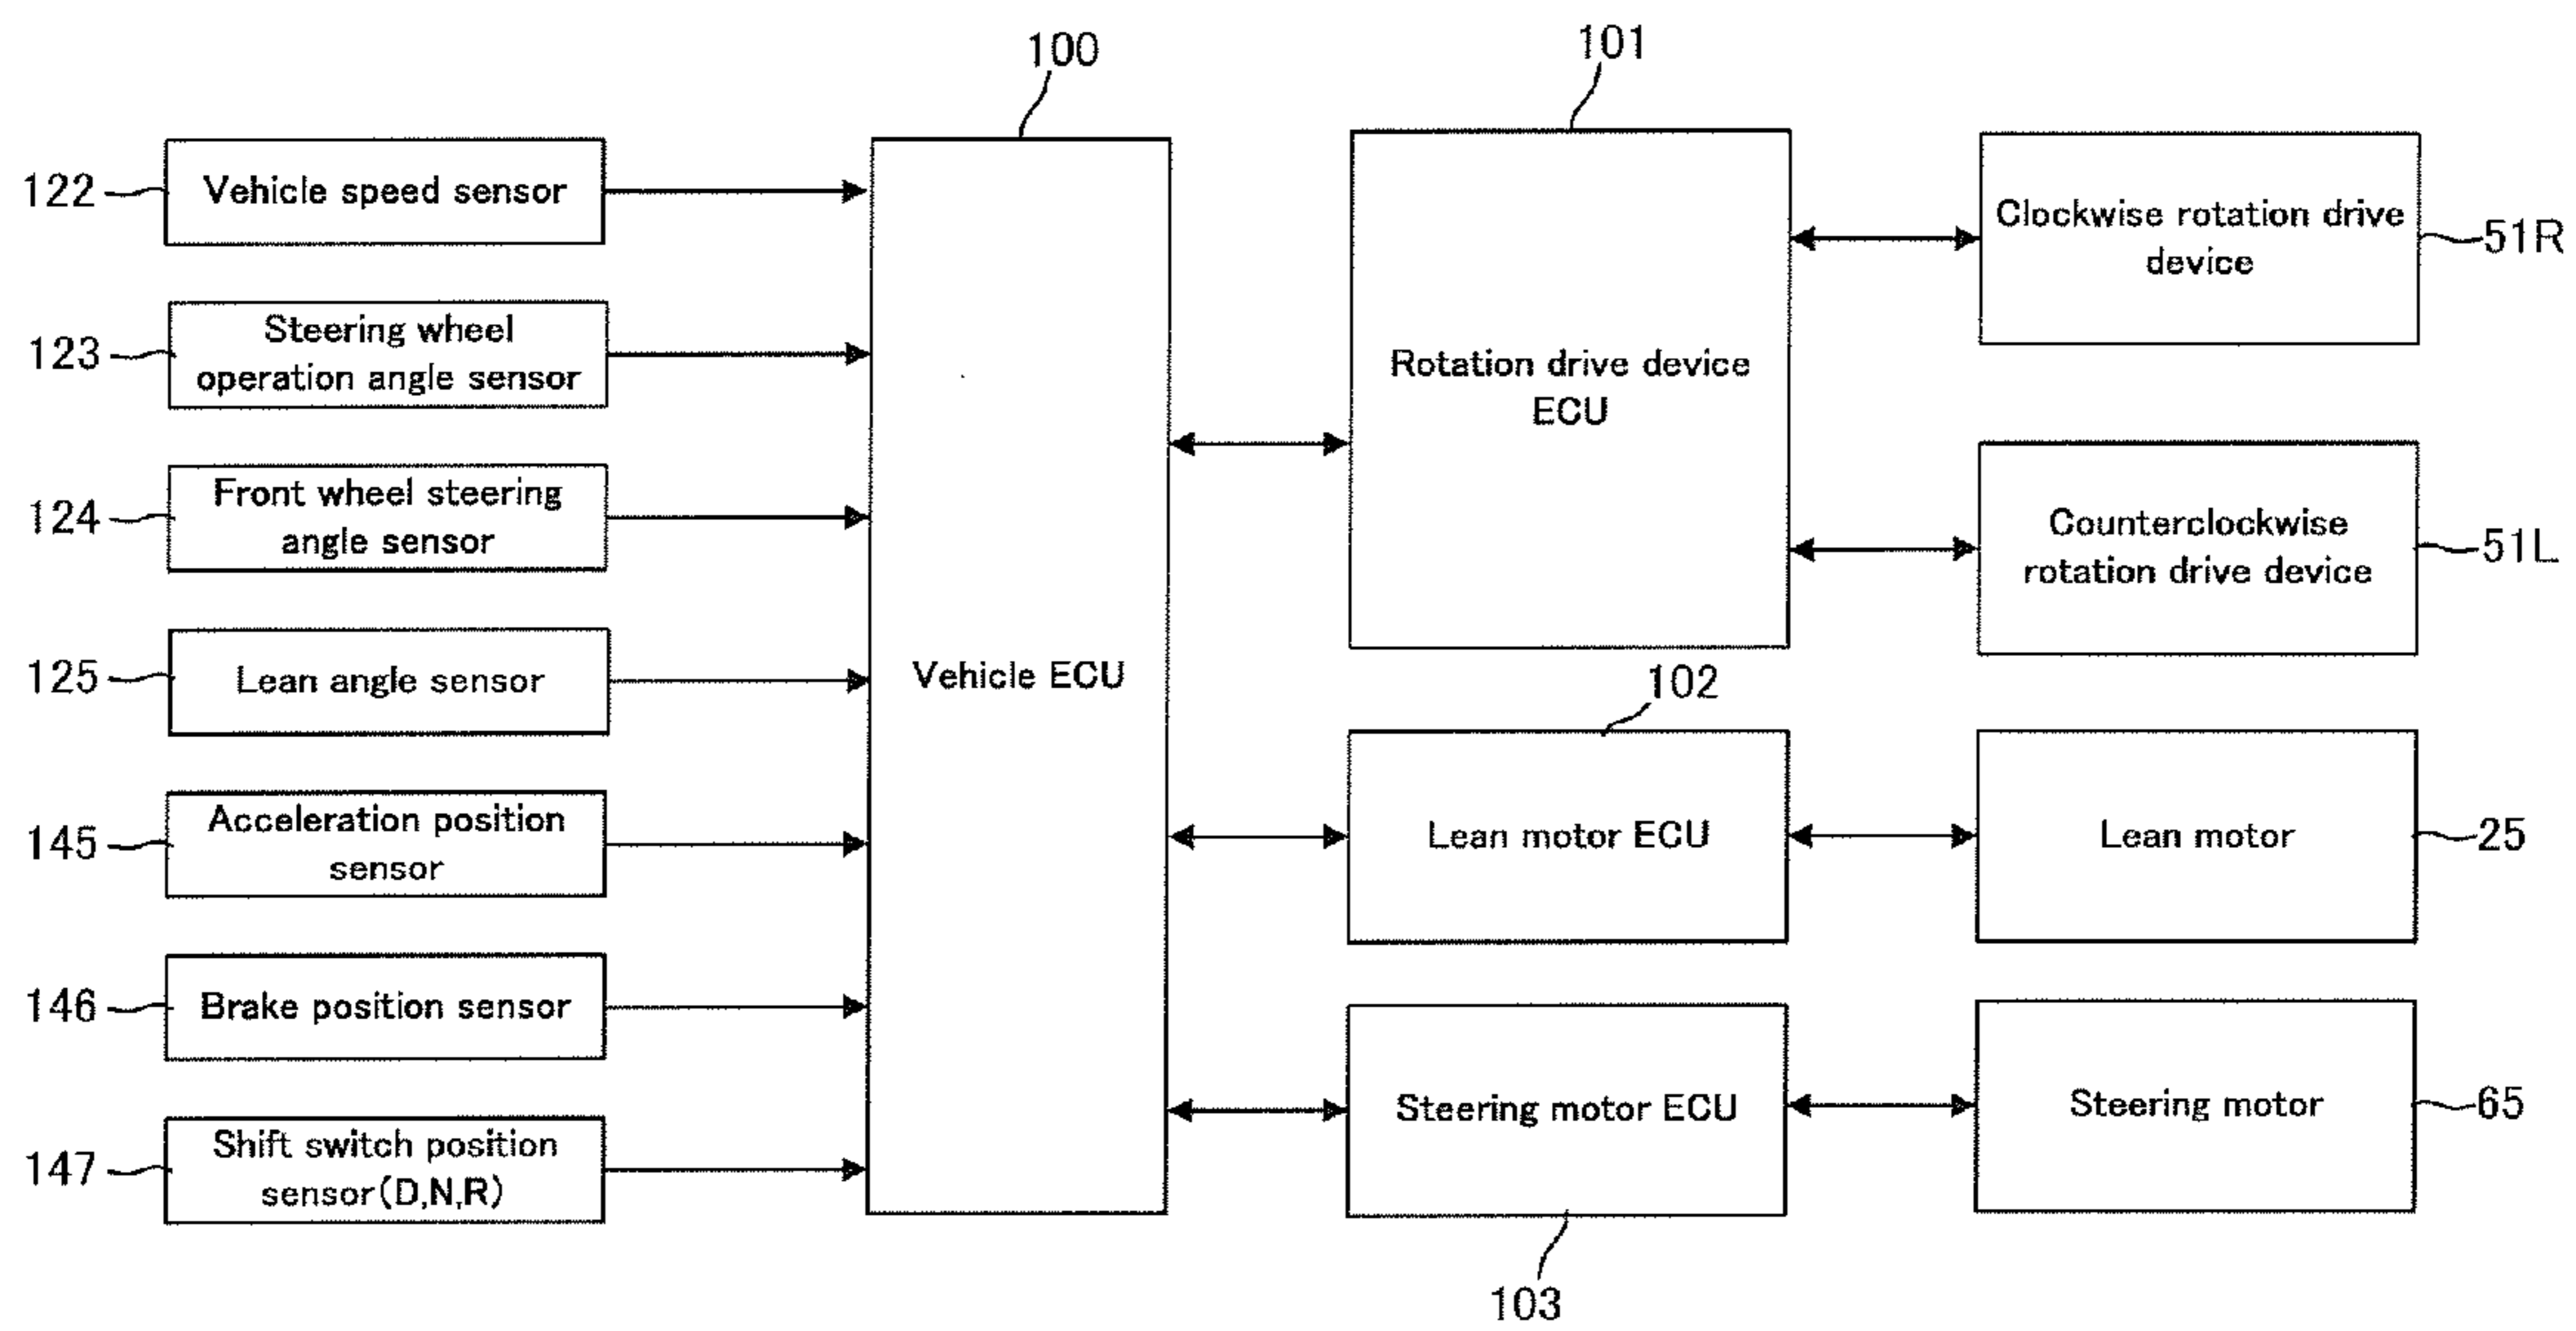 100
101
122
Vehicle speed sensor
123
Steering wheel
operation angle sensor
124
Front wheel steering
angle sensor
125
Lean angle sensor
145
Acceleration position
sensor
146
Brake position sensor
147
Shift switch position
sensor(D,N,R)
Vehicle ECU
Rotation drive device
ECU
102
Lean motor ECU
Steering motor ECU
103
Clockwise rotation drive
device
51R
Counterclockwise
rotation drive device
51L
Lean motor
25
Steering motor
65